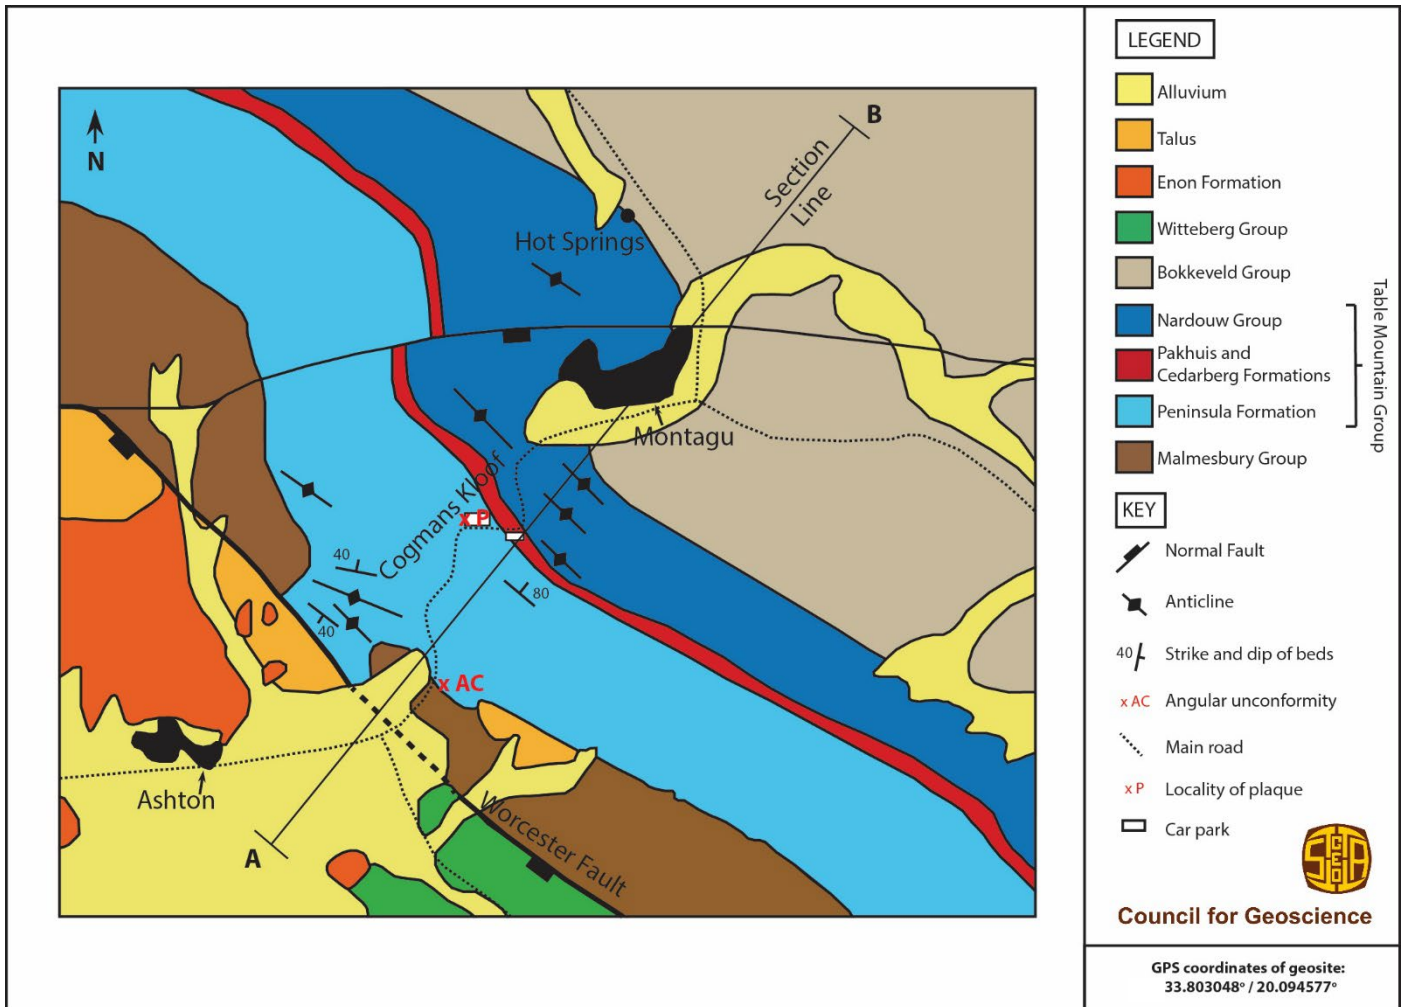 N
B
Section
Line
Hot Springs
Montagu
Cogmans Kloof
x P
40
80
40
x AC
Ashton
A
Worcester Fault
LEGEND
Alluvium
Talus
Enon Formation
Witteberg Group
Bokkeveld Group
Nardouw Group
Pakhuis and
Cedarberg Formations
Peninsula Formation
Malmesbury Group
Table Mountain Group
KEY
Normal Fault
Anticline
40 Strike and dip of beds
x AC Angular unconformity
Main road
x P Locality of plaque
Car park
SGEOA
Council for Geoscience
GPS coordinates of geosite:
33.803048° / 20.094577°